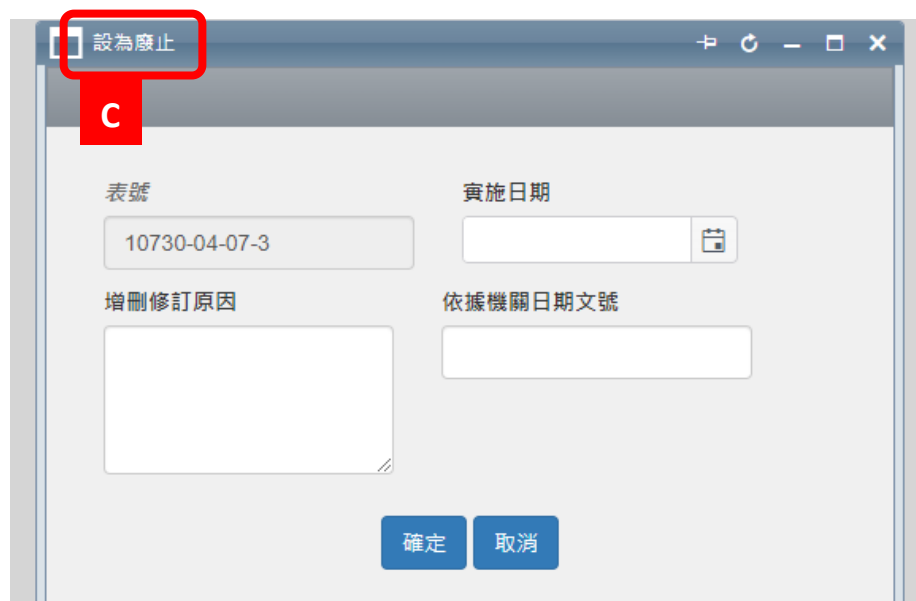 設為廢止
C
表號
實施日期
10730-04-07-3
增刪修訂原因
依據機關日期文號
確定
取消